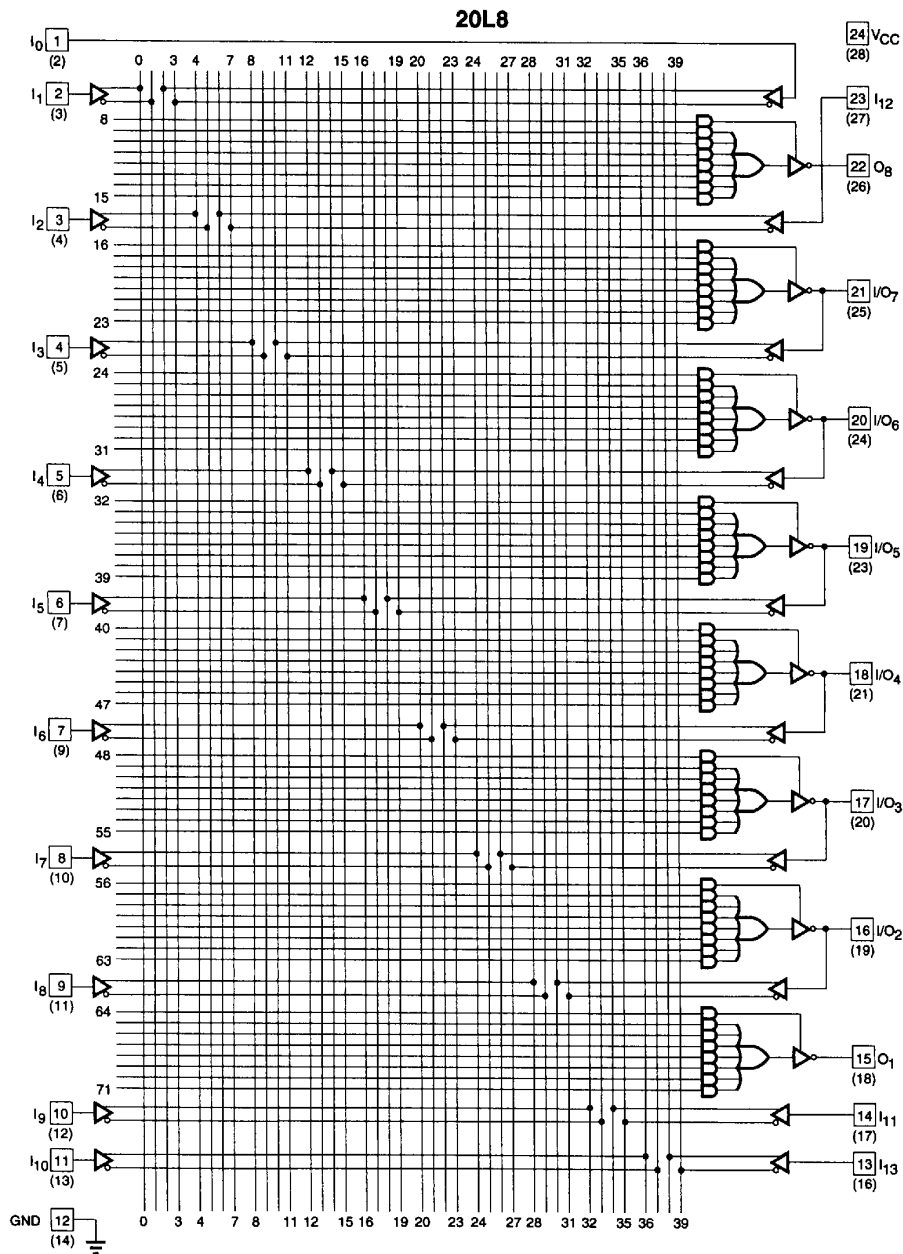 20L8
I0 1 (2)
24 VCC (28)
0 3 4 7 8 11 12 15 16 19 20 23 24 27 28 31 32 35 36 39
I1 2 (3)
23 I12 (27)
8
22 O8 (26)
15
I2 3 (4)
16
21 I/O7 (25)
23
I3 4 (5)
24
20 I/O6 (24)
31
I4 5 (6)
32
19 I/O5 (23)
39
I5 6 (7)
40
18 I/O4 (21)
47
I6 7 (9)
48
17 I/O3 (20)
55
I7 8 (10)
56
16 I/O2 (19)
63
I8 9 (11)
64
15 O1 (18)
71
I9 10 (12)
14 I11 (17)
I10 11 (13)
13 I13 (16)
GND 12 (14)
0 3 4 7 8 11 12 15 16 19 20 23 24 27 28 31 32 35 36 39